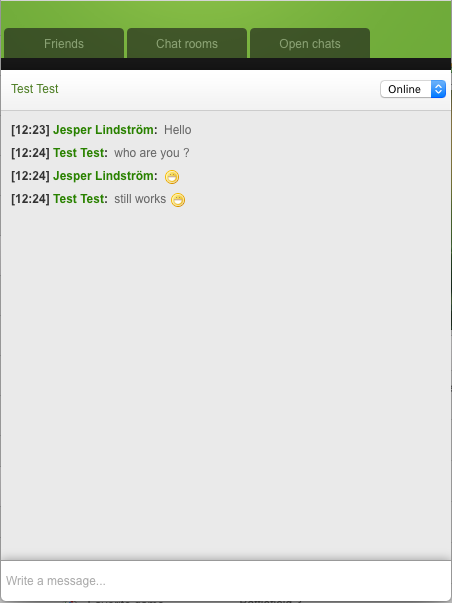 Friends Chat rooms Open chats
Test Test Online
[12:23] Jesper Lindström: Hello
[12:24] Test Test: who are you ?
[12:24] Jesper Lindström:
[12:24] Test Test: still works
Write a message...